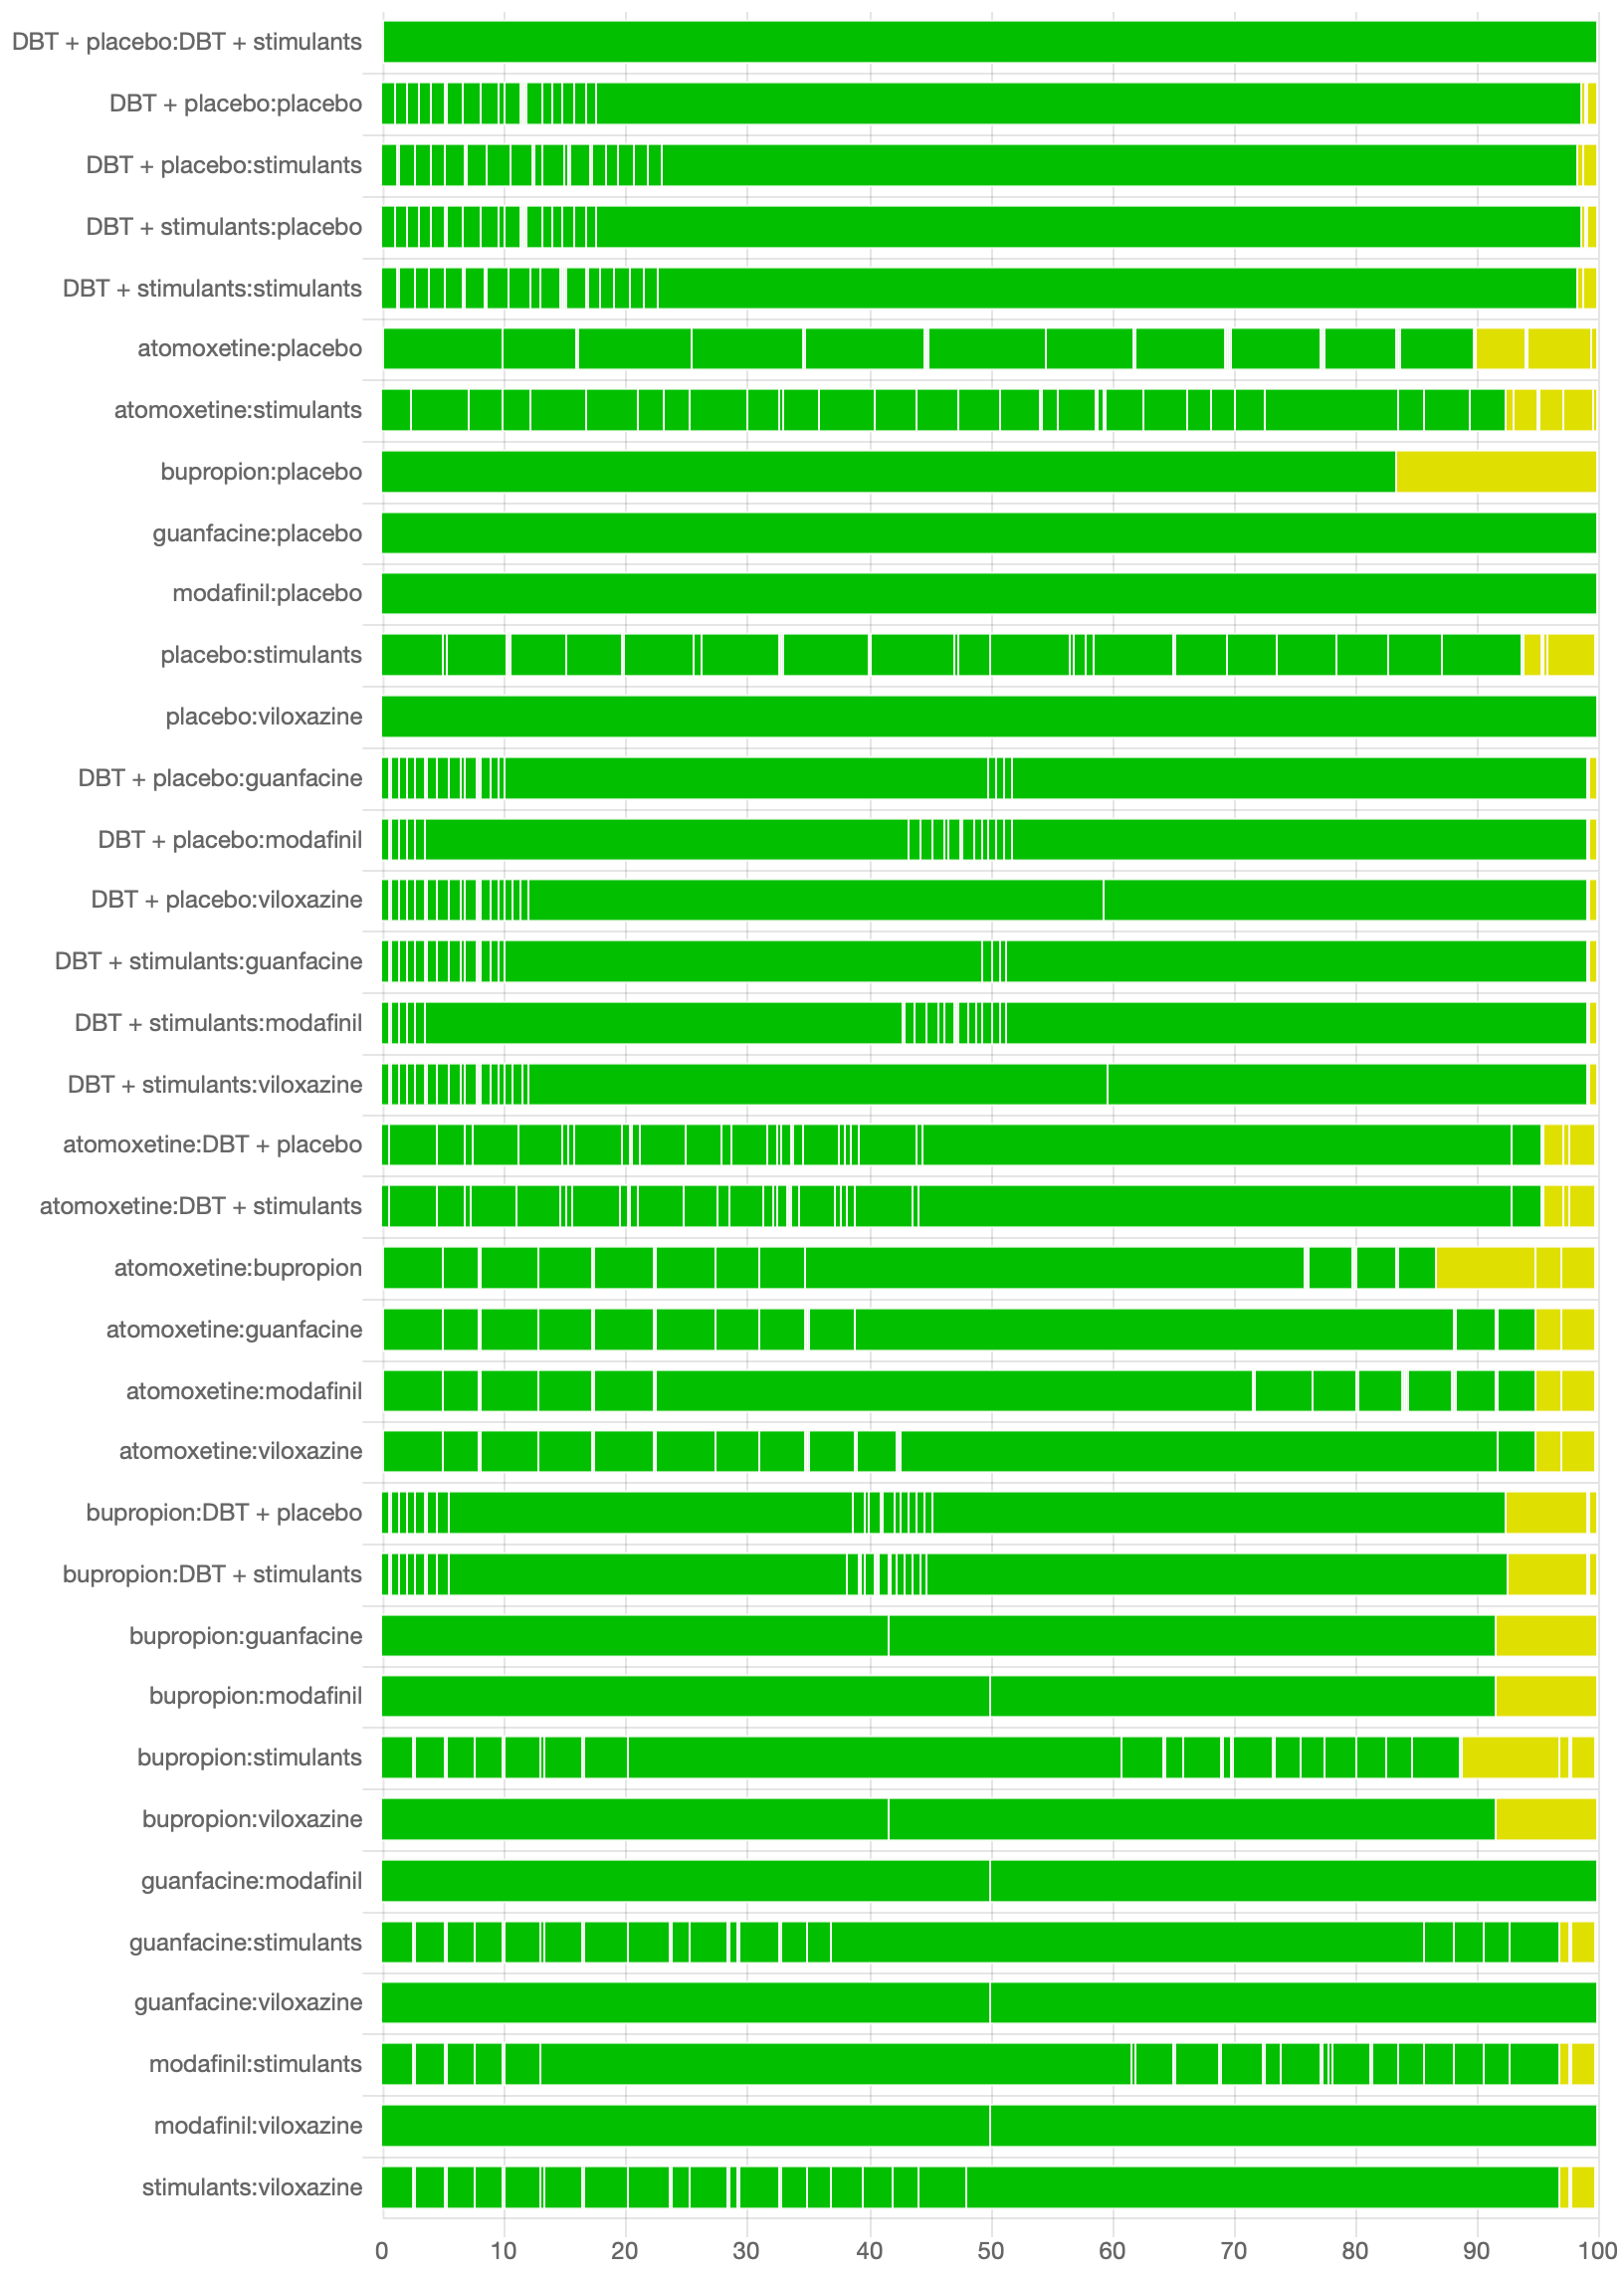 DBT + placebo:DBT + stimulants
DBT + placebo:placebo
DBT + placebo:stimulants
DBT + stimulants:placebo
DBT + stimulants:stimulants
atomoxetine:placebo
atomoxetine:stimulants
bupropion:placebo
guanfacine:placebo
modafinil:placebo
placebo:stimulants
placebo:viloxazine
DBT + placebo:guanfacine
DBT + placebo:modafinil
DBT + placebo:viloxazine
DBT + stimulants:guanfacine
DBT + stimulants:modafinil
DBT + stimulants:viloxazine
atomoxetine:DBT + placebo
atomoxetine:DBT + stimulants
atomoxetine:bupropion
atomoxetine:guanfacine
atomoxetine:modafinil
atomoxetine:viloxazine
bupropion:DBT + placebo
bupropion:DBT + stimulants
bupropion:guanfacine
bupropion:modafinil
bupropion:stimulants
bupropion:viloxazine
guanfacine:modafinil
guanfacine:stimulants
guanfacine:viloxazine
modafinil:stimulants
modafinil:viloxazine
stimulants:viloxazine
0 10 20 30 40 50 60 70 80 90 100